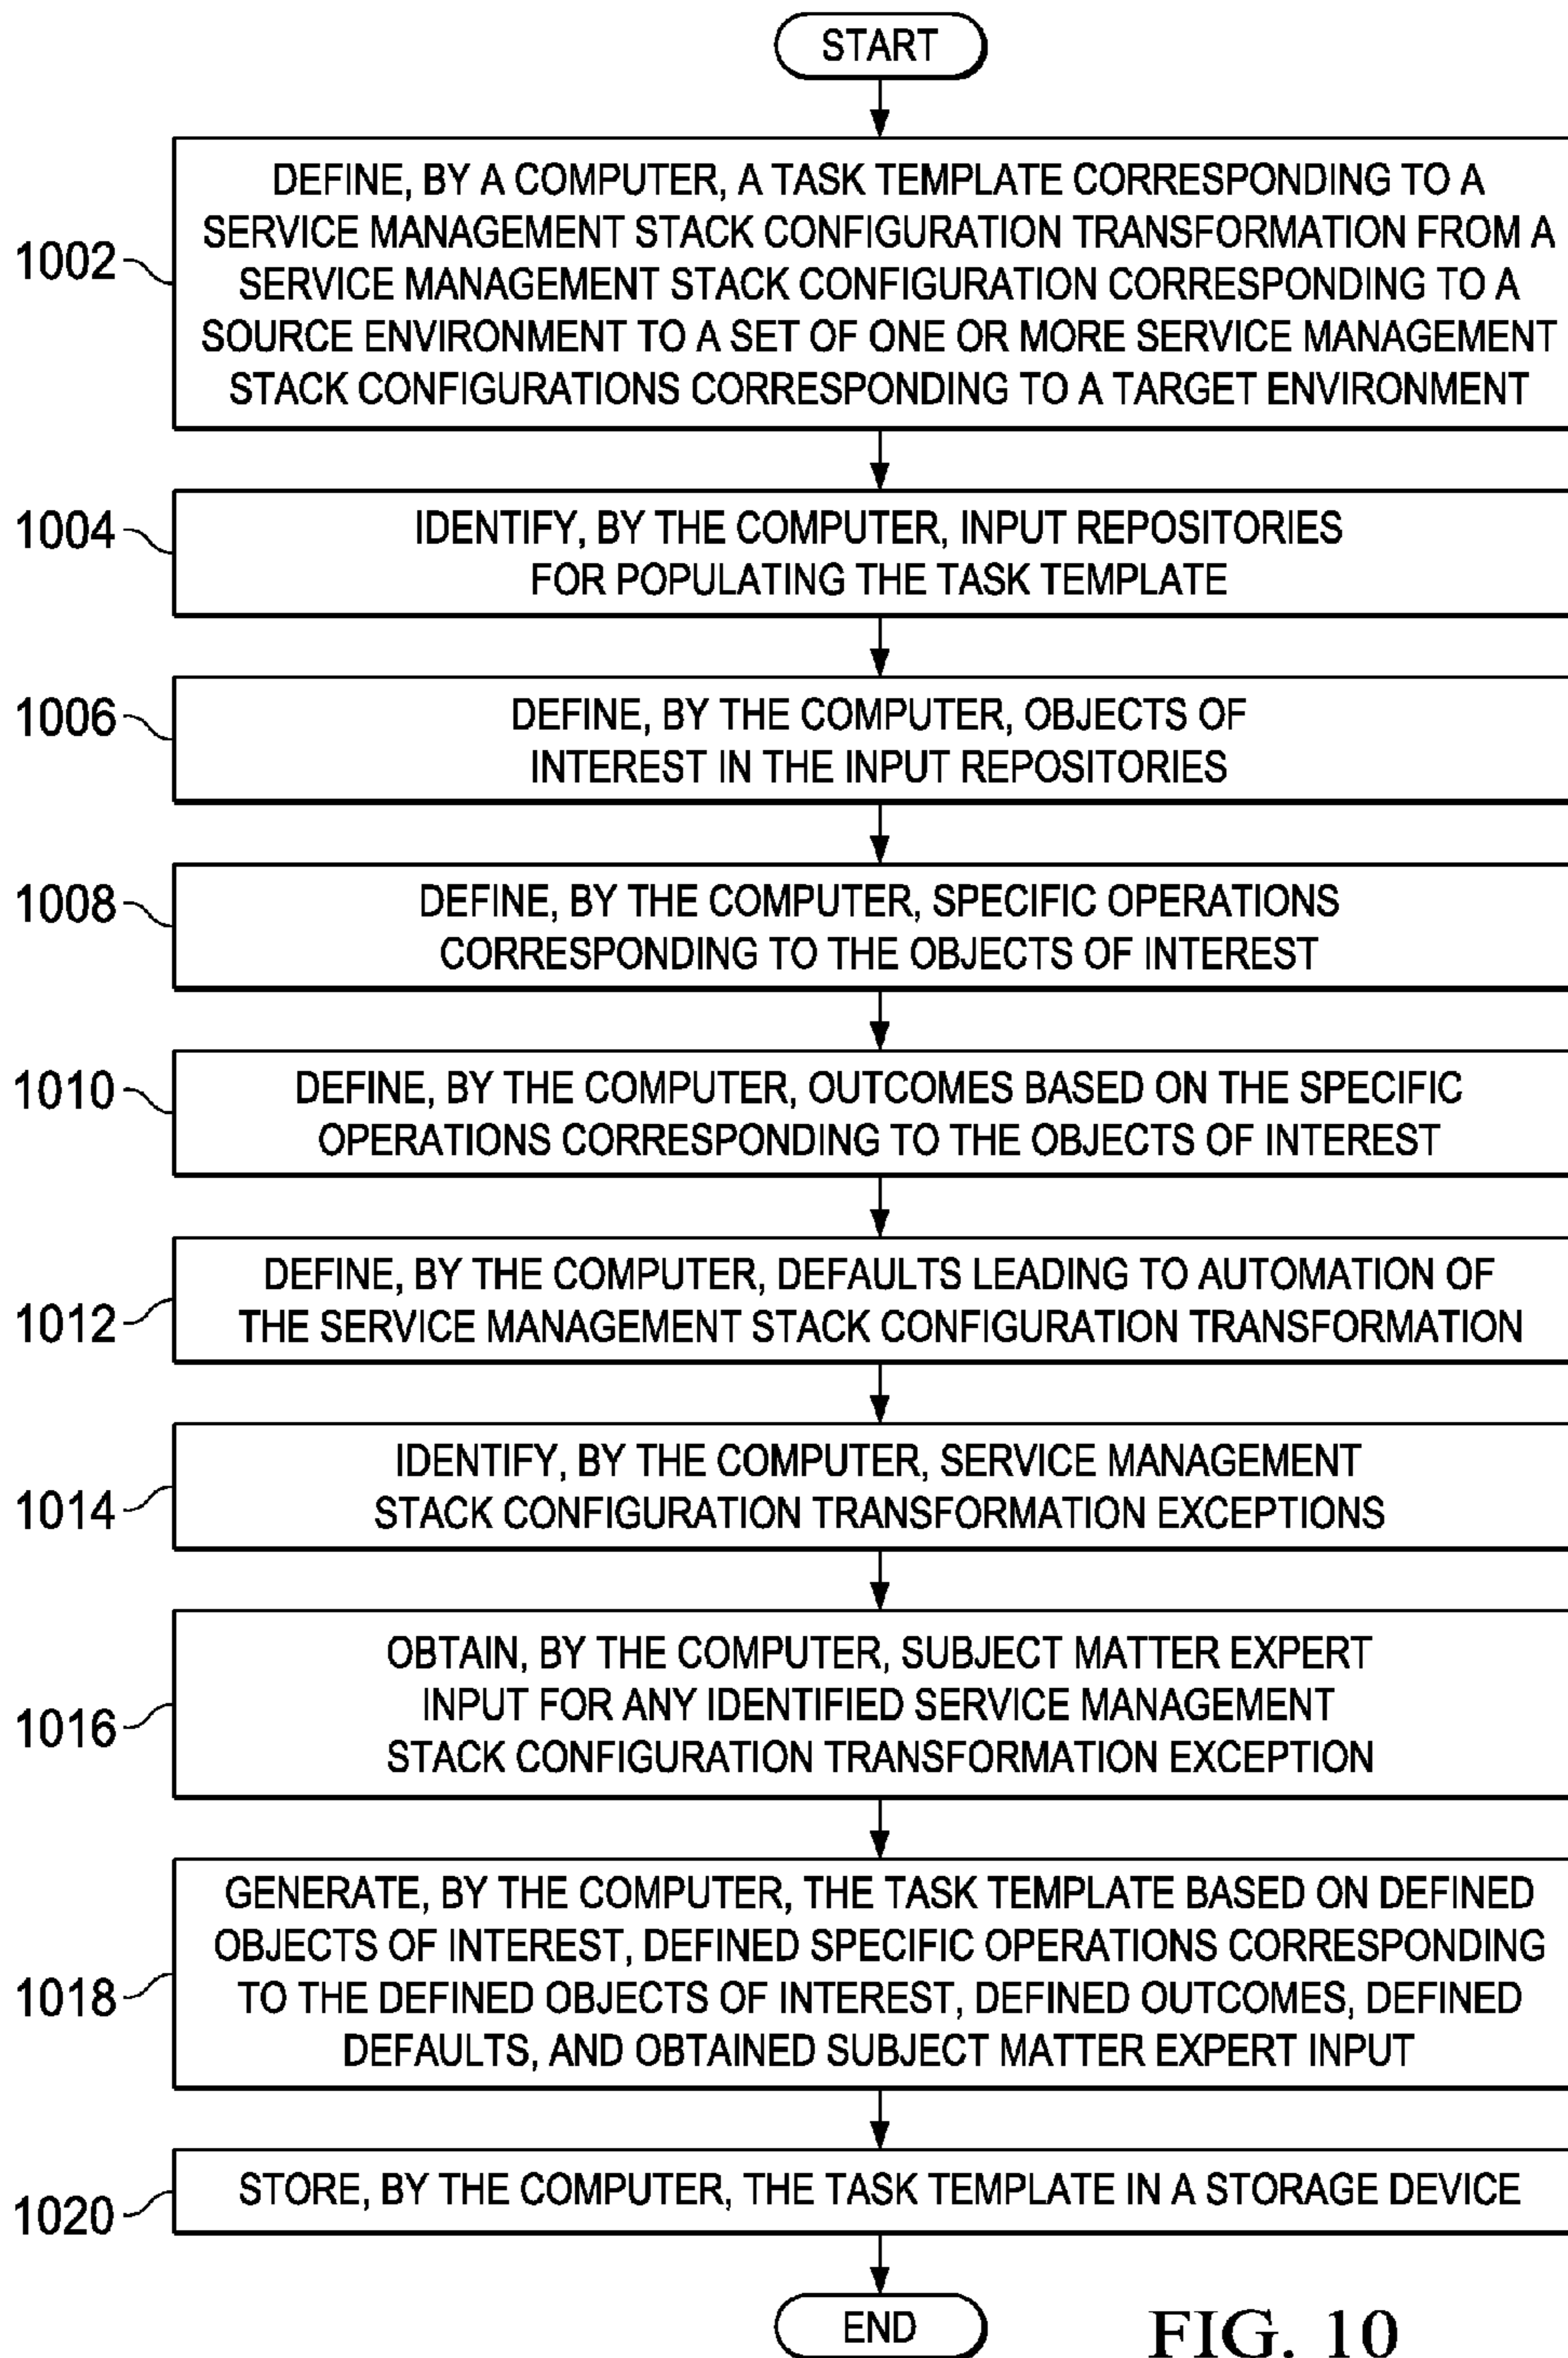 START
DEFINE, BY A COMPUTER, A TASK TEMPLATE CORRESPONDING TO A
SERVICE MANAGEMENT STACK CONFIGURATION TRANSFORMATION FROM A
1002
SERVICE MANAGEMENT STACK CONFIGURATION CORRESPONDING TO A
SOURCE ENVIRONMENT TO A SET OF ONE OR MORE SERVICE MANAGEMENT
STACK CONFIGURATIONS CORRESPONDING TO A TARGET ENVIRONMENT
1004
IDENTIFY, BY THE COMPUTER, INPUT REPOSITORIES
FOR POPULATING THE TASK TEMPLATE
1006
DEFINE, BY THE COMPUTER, OBJECTS OF
INTEREST IN THE INPUT REPOSITORIES
1008
DEFINE, BY THE COMPUTER, SPECIFIC OPERATIONS
CORRESPONDING TO THE OBJECTS OF INTEREST
1010
DEFINE, BY THE COMPUTER, OUTCOMES BASED ON THE SPECIFIC
OPERATIONS CORRESPONDING TO THE OBJECTS OF INTEREST
DEFINE, BY THE COMPUTER, DEFAULTS LEADING TO AUTOMATION OF
1012
THE SERVICE MANAGEMENT STACK CONFIGURATION TRANSFORMATION
IDENTIFY, BY THE COMPUTER, SERVICE MANAGEMENT
1014
STACK CONFIGURATION TRANSFORMATION EXCEPTIONS
OBTAIN, BY THE COMPUTER, SUBJECT MATTER EXPERT
INPUT FOR ANY IDENTIFIED SERVICE MANAGEMENT
1016
STACK CONFIGURATION TRANSFORMATION EXCEPTION
GENERATE, BY THE COMPUTER, THE TASK TEMPLATE BASED ON DEFINED
OBJECTS OF INTEREST, DEFINED SPECIFIC OPERATIONS CORRESPONDING
1018
TO THE DEFINED OBJECTS OF INTEREST, DEFINED OUTCOMES, DEFINED
DEFAULTS, AND OBTAINED SUBJECT MATTER EXPERT INPUT
1020
STORE, BY THE COMPUTER, THE TASK TEMPLATE IN A STORAGE DEVICE
END
FIG. 10